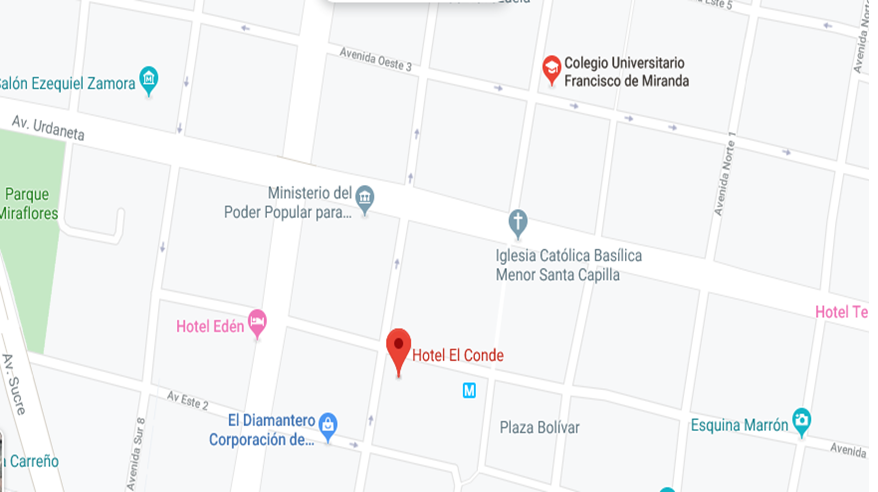 Este 5
Avenida Oeste 3
Colegio Universitario
Francisco de Miranda
Avenida Norte
Salón Ezequiel Zamora
Av. Urdaneta
Avenida Norte 1
Parque
Miraflores
Ministerio del
Poder Popular para...
Iglesia Católica Basílica
Menor Santa Capilla
Hotel Te
Hotel Edén
Hotel El Conde
M
Av. Sucre
Av Este 2
El Diamantero
Corporación de...
Plaza Bolívar
Esquina Marrón
Avenida Sur 8
Avenida
Carreño